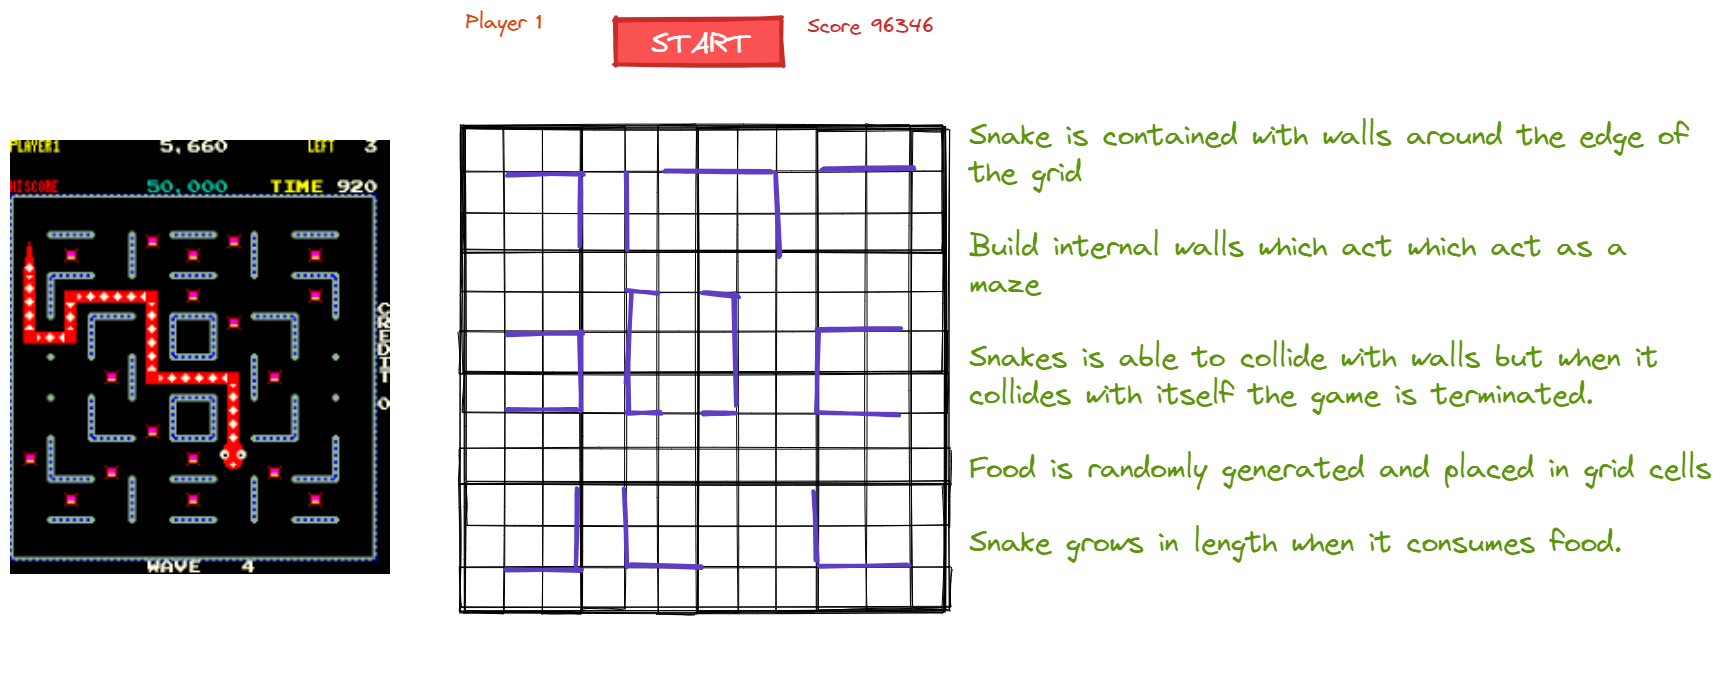 Player 1
START
Score 96346
PLAYER1 5,660 LEFT 3
HISCORE 50,000 TIME 920
CREDIT 0
WAVE 4
Snake is contained with walls around the edge of
the grid
Build internal walls which act which act as a
maze
Snakes is able to collide with walls but when it
collides with itself the game is terminated.
Food is randomly generated and placed in grid cells
Snake grows in length when it consumes food.